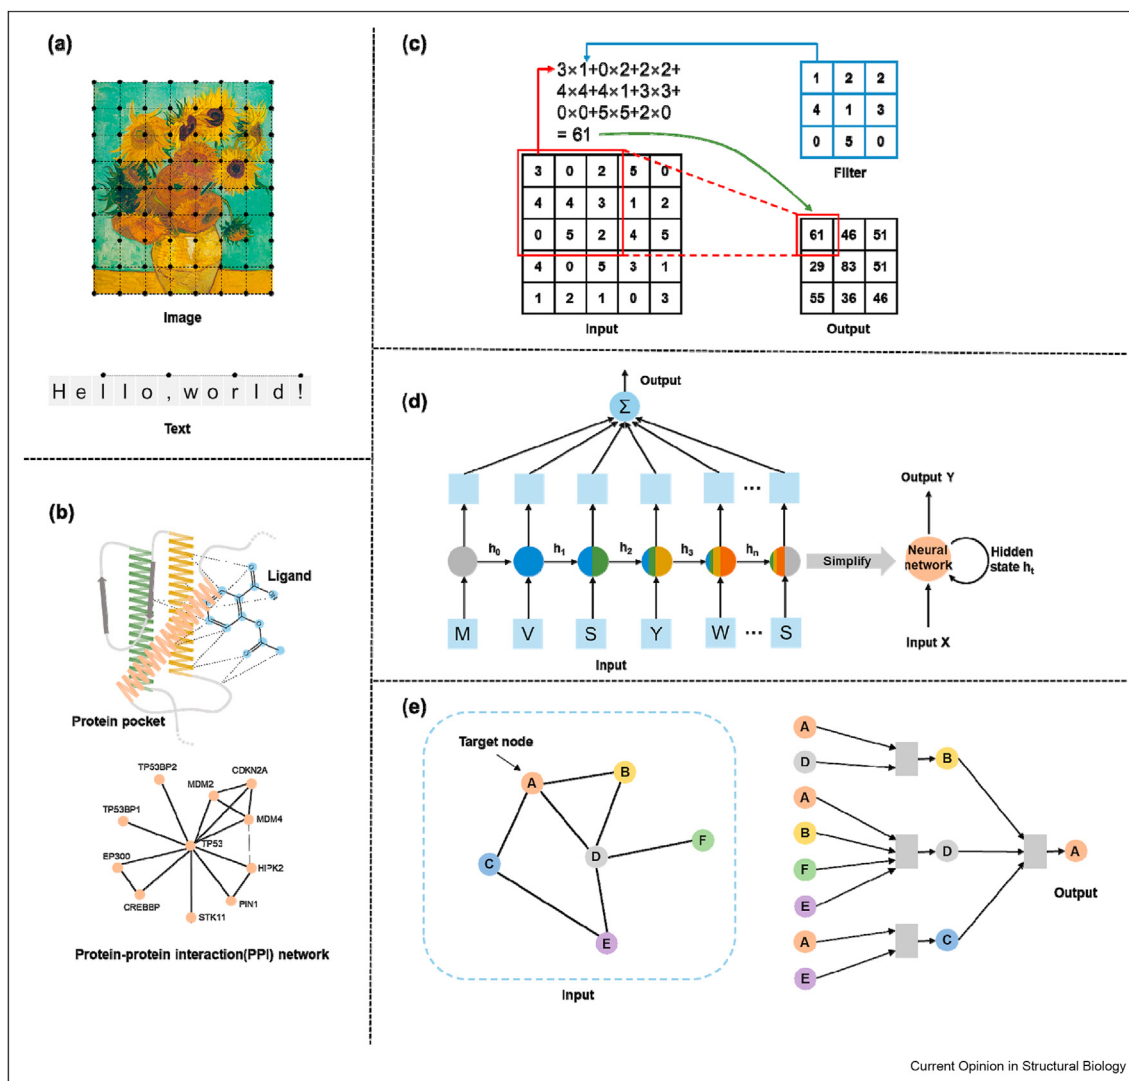 (a)
Image
Hello,world!
Text
(b)
Ligand
Protein pocket
TP53BP2
CDKN2A
MDM2
TP53BP1
MDM4
TP53
EP300
HIPK2
CREBBP
PIN1
STK11
Protein-protein interaction(PPI) network
(c)
3×1+0×2+2×2+
4×4+4×1+3×3+
0×0+5×5+2×0
= 61
1 2 2
4 1 3
0 5 0
Filter
3 0 2 5 0
4 4 3 1 2
0 5 2 4 5
4 0 5 3 1
1 2 1 0 3
Input
61 46 51
29 83 51
55 36 46
Output
(d)
Output
Σ
...
h0 h1 h2 h3 hn
M V S Y W ... S
Input
Simplify
Output Y
Neural
network
Hidden
state ht
Input X
(e)
Target node
A
B
C
D
E
F
Input
A
D
B
A
B
F
E
D
A
E
C
A
Output
Current Opinion in Structural Biology